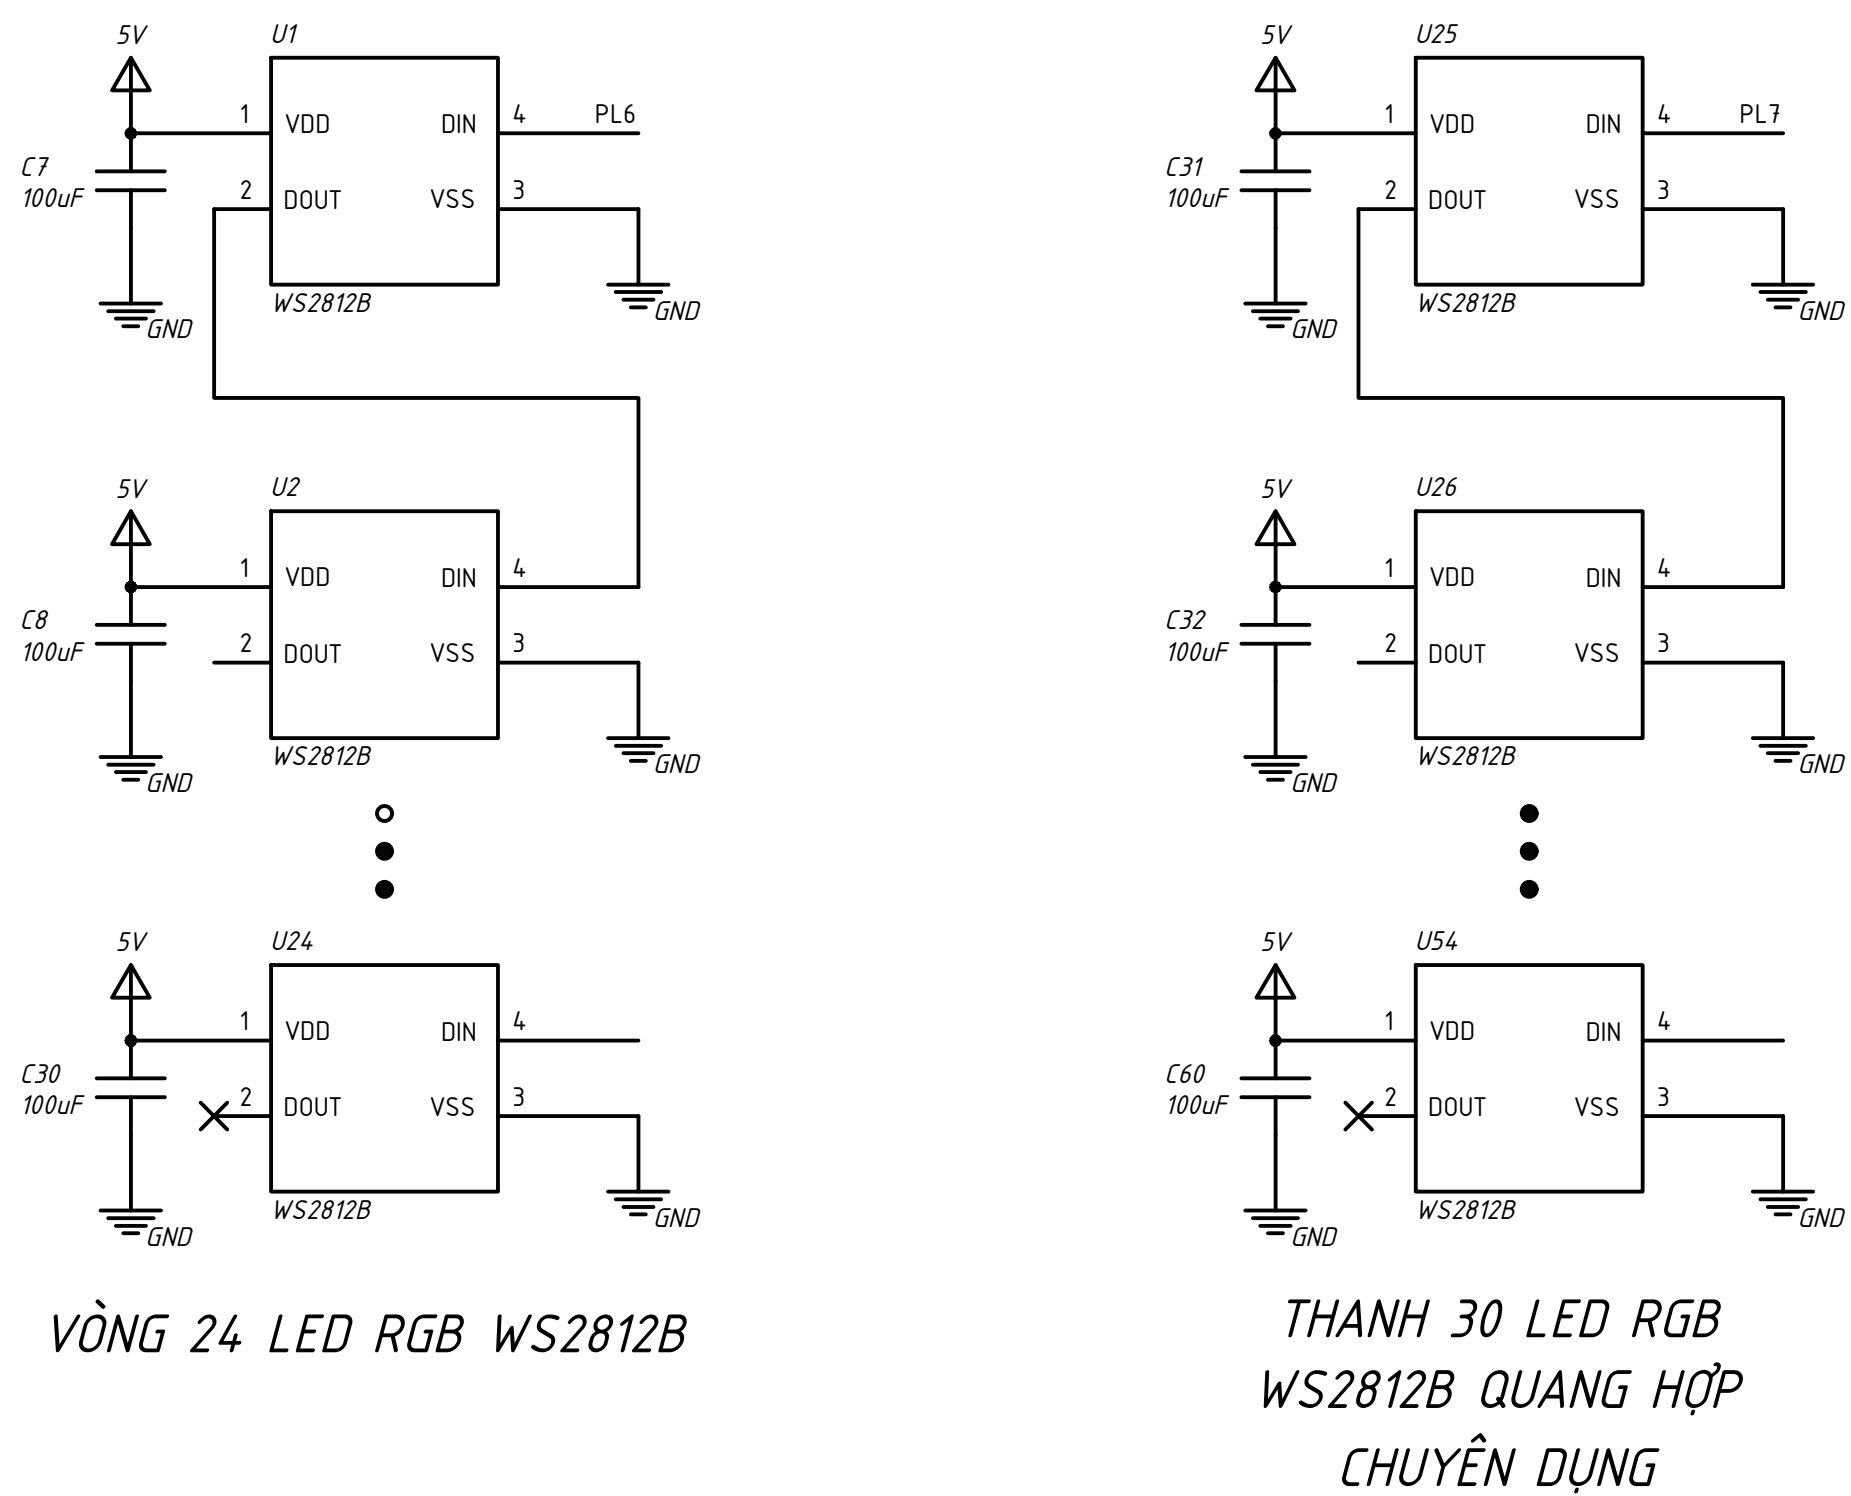 5V
U1
1
VDD
DIN
4
PL6
C7
100uF
2
DOUT
VSS
3
WS2812B
GND
GND
5V
U2
1
VDD
DIN
4
C8
100uF
2
DOUT
VSS
3
WS2812B
GND
GND
5V
U24
1
VDD
DIN
4
C30
100uF
2
DOUT
VSS
3
WS2812B
GND
GND
VÒNG 24 LED RGB WS2812B
5V
U25
1
VDD
DIN
4
PL7
C31
100uF
2
DOUT
VSS
3
WS2812B
GND
GND
5V
U26
1
VDD
DIN
4
C32
100uF
2
DOUT
VSS
3
WS2812B
GND
GND
5V
U54
1
VDD
DIN
4
C60
100uF
2
DOUT
VSS
3
WS2812B
GND
GND
THANH 30 LED RGB
WS2812B QUANG HỢP
CHUYÊN DỤNG